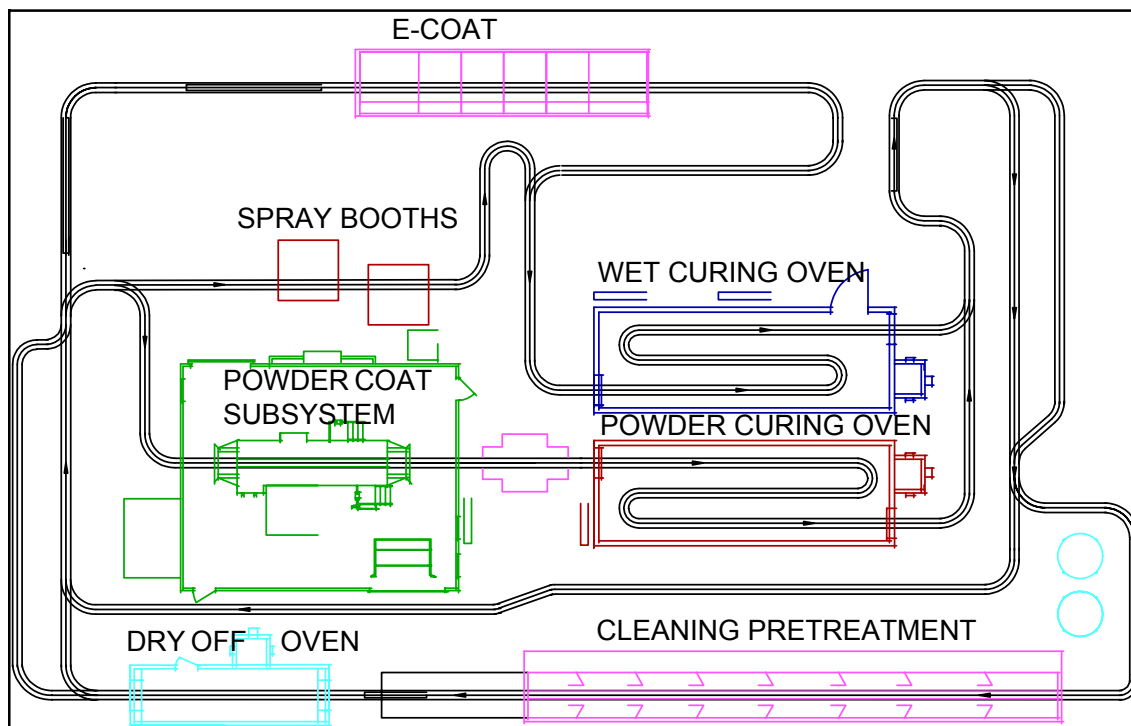 E-COAT
SPRAY BOOTHS
WET CURING OVEN
POWDER COAT
SUBSYSTEM
POWDER CURING OVEN
DRY OFF OVEN
CLEANING PRETREATMENT